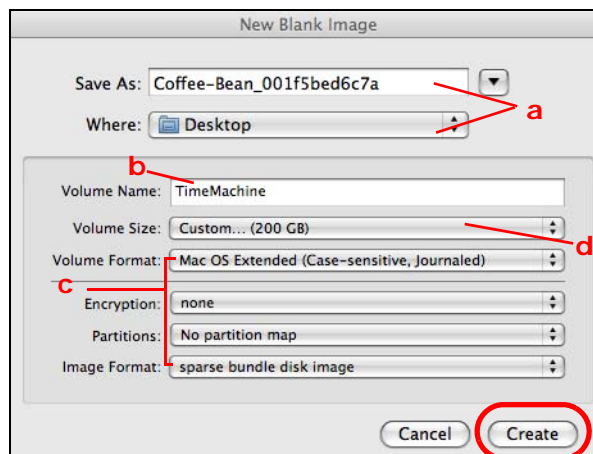 New Blank Image
Save As: Coffee-Bean_001f5bed6c7a
Where: Desktop
a
b
Volume Name: TimeMachine
Volume Size: Custom... (200 GB)
d
Volume Format: Mac OS Extended (Case-sensitive, Journaled)
c
Encryption: none
Partitions: No partition map
Image Format: sparse bundle disk image
Cancel Create